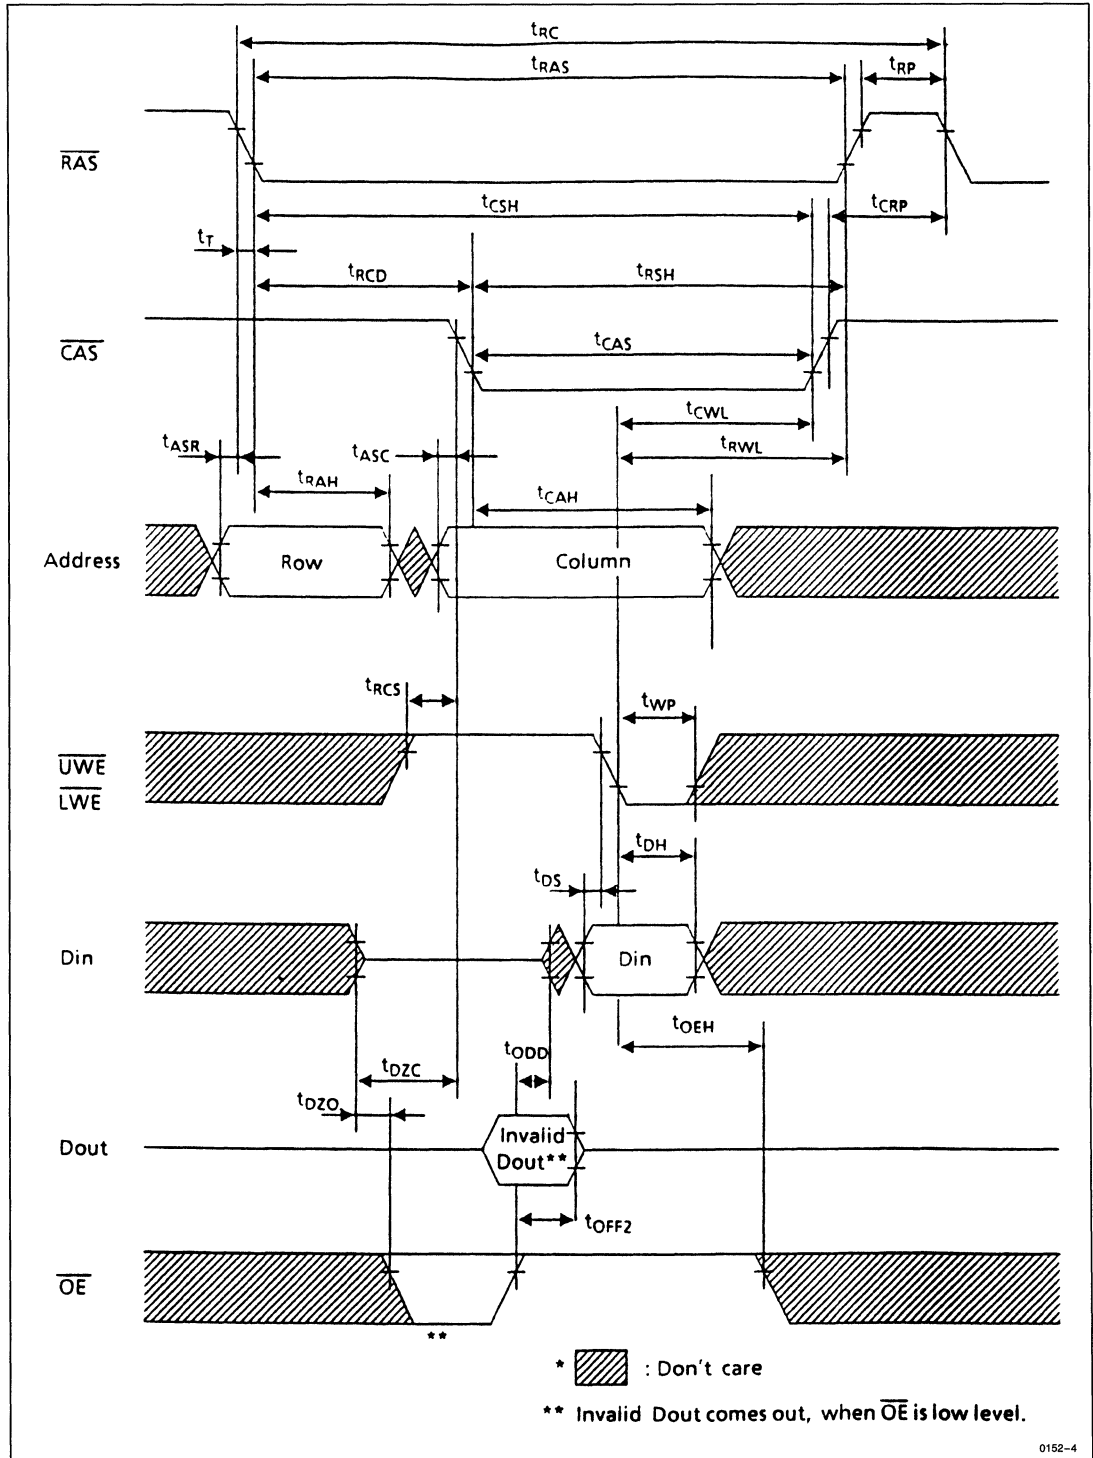 tRC
tRAS
tRP
RAS
tCSH
tCRP
tT
tRCD
tRSH
CAS
tCAS
tCWL
tASR
tASC
tRWL
tRAH
tCAH
Address
Row
Column
tRCS
tWP
UWE
LWE
tDH
tDS
Din
Din
tOEH
tODD
tDZC
tDZO
Dout
Invalid
Dout**
tOFF2
OE
**
* : Don't care
** Invalid Dout comes out, when OE is low level.
0152-4